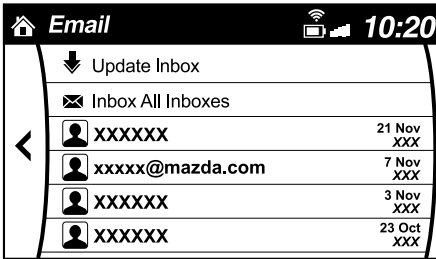 Email 10:20
Update Inbox
Inbox All Inboxes
XXXXXX 21 Nov XXX
xxxxx@mazda.com 7 Nov XXX
XXXXXX 3 Nov XXX
XXXXXX 23 Oct XXX